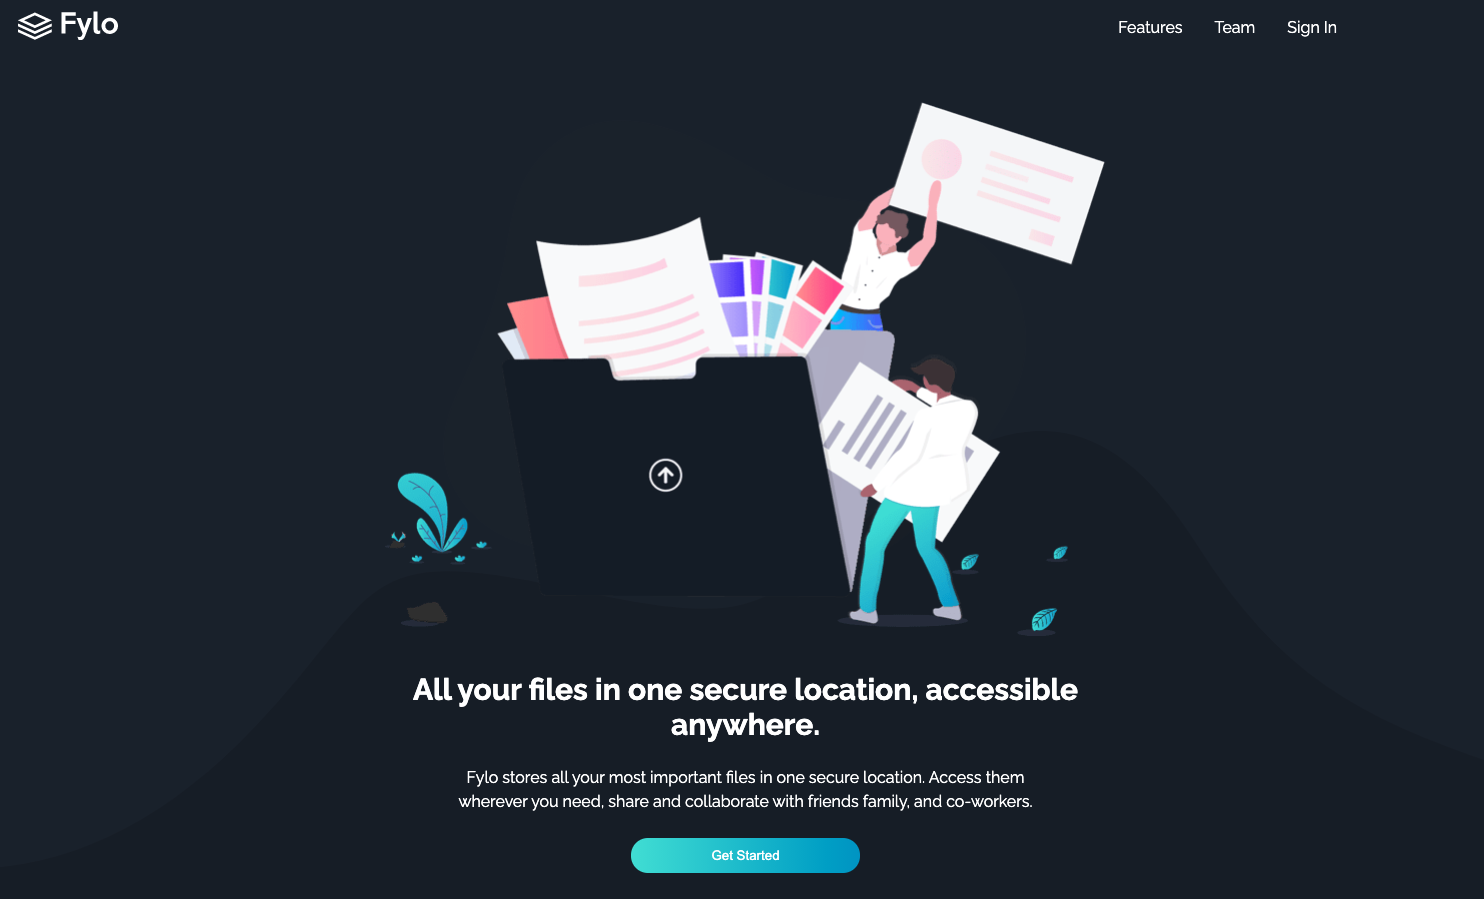 Fylo
Features
Team
Sign In
All your files in one secure location, accessible
anywhere.
Fylo stores all your most important files in one secure location. Access them
wherever you need, share and collaborate with friends family, and co-workers.
Get Started